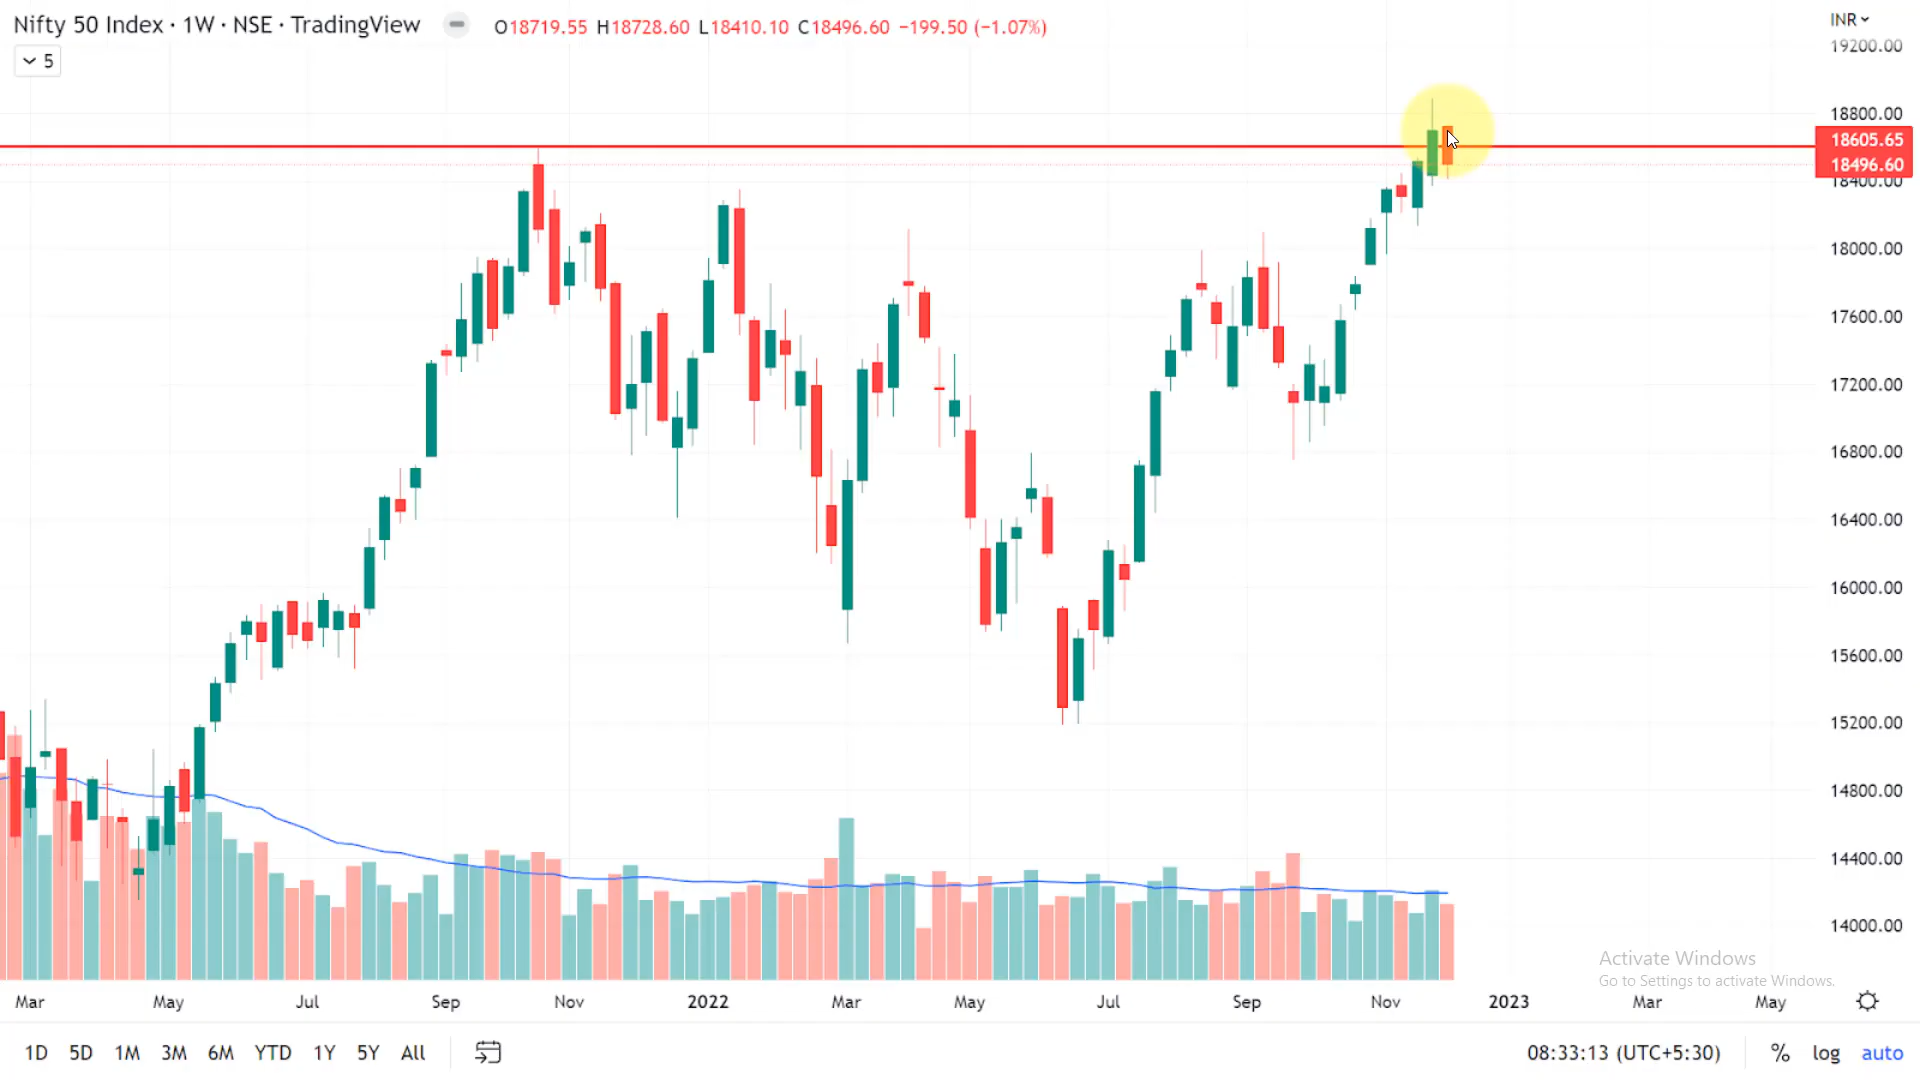 Nifty 50 Index · 1W · NSE · TradingView O18719.55 H18728.60 L18410.10 C18496.60 −199.50 (−1.07%)
INR
5
19200.00
18800.00
18605.65
18496.60
18400.00
18000.00
17600.00
17200.00
16800.00
16400.00
16000.00
15600.00
15200.00
14800.00
14400.00
14000.00
Activate Windows
Go to Settings to activate Windows.
Mar May Jul Sep Nov 2022 Mar May Jul Sep Nov 2023 Mar May
1D 5D 1M 3M 6M YTD 1Y 5Y All 08:33:13 (UTC+5:30) % log auto